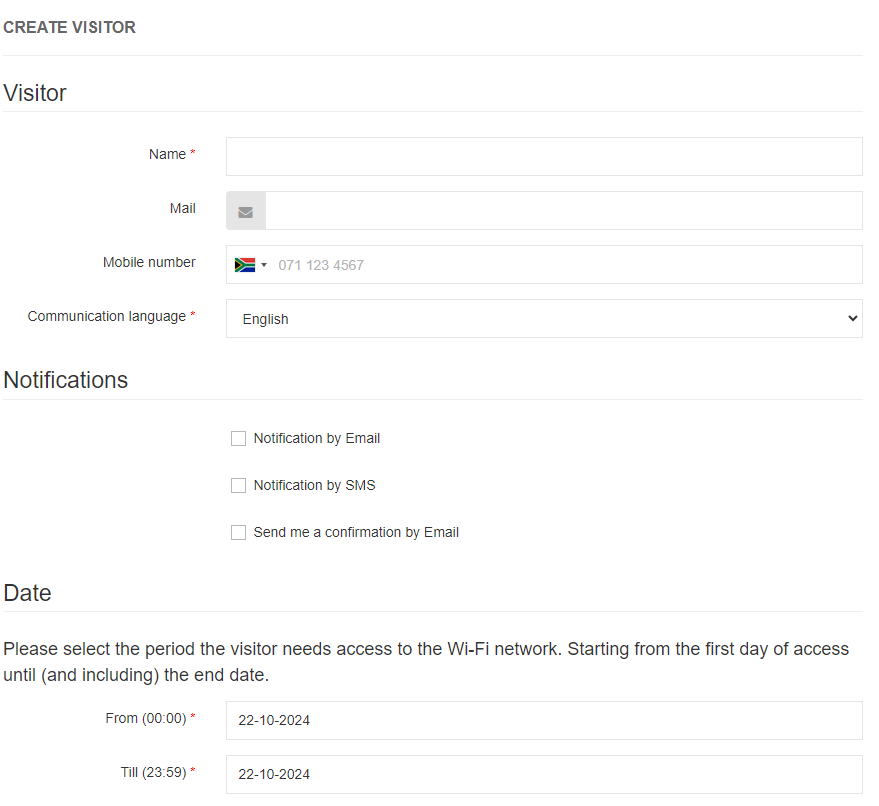 CREATE VISITOR
Visitor
Name *
Mail
Mobile number
071 123 4567
Communication language *
English
Notifications
Notification by Email
Notification by SMS
Send me a confirmation by Email
Date
Please select the period the visitor needs access to the Wi-Fi network. Starting from the first day of access
until (and including) the end date.
From (00:00) *
22-10-2024
Till (23:59) *
22-10-2024